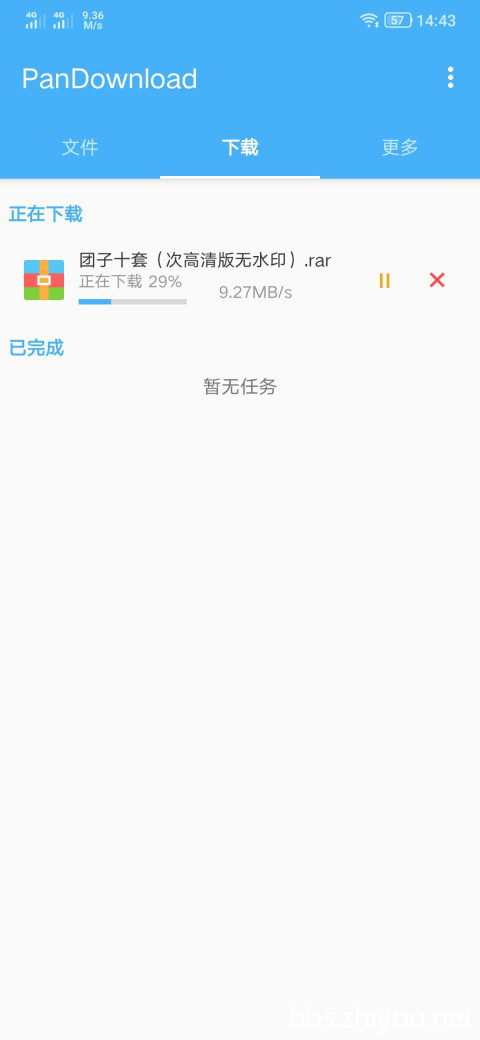 4G 4G 9.36 M/s 57 14:43
PanDownload
文件 下载 更多
正在下载
团子十套（次高清版无水印）.rar
正在下载 29% 9.27MB/s
已完成
暂无任务
bbs.zhiyoo.net